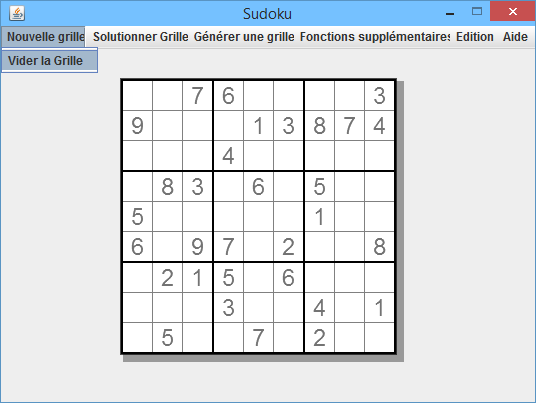 Sudoku
Nouvelle grille Solutionner Grille Générer une grille Fonctions supplémentaires Edition Aide
Vider la Grille
7 6 3
9 1 3 8 7 4
4
8 3 6 5
5 1
6 9 7 2 8
2 1 5 6
3 4 1
5 7 2